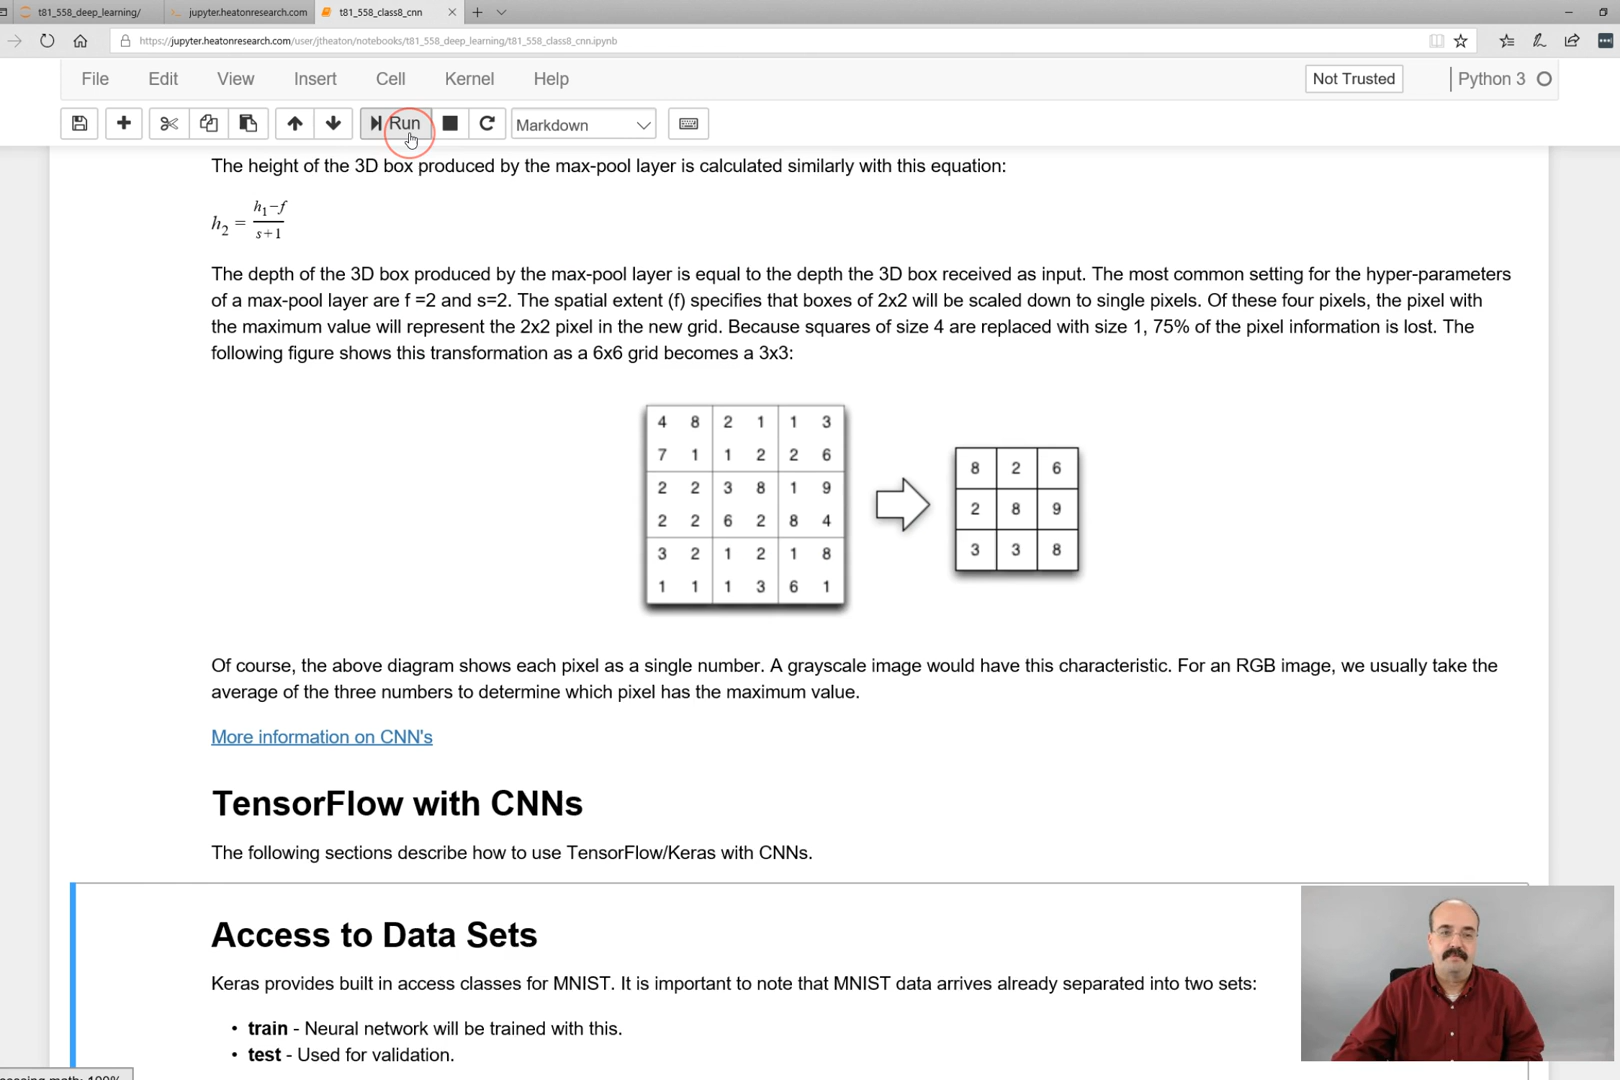 t81_558_deep_learning/
jupyter.heatonresearch.com
t81_558_class8_cnn
https://jupyter.heatonresearch.com/user/jtheaton/notebooks/t81_558_deep_learning/t81_558_class8_cnn.ipynb
File Edit View Insert Cell Kernel Help Not Trusted Python 3
Run Markdown
The height of the 3D box produced by the max-pool layer is calculated similarly with this equation:
h₂ = (h₁−f)/(s+1)
The depth of the 3D box produced by the max-pool layer is equal to the depth the 3D box received as input. The most common setting for the hyper-parameters
of a max-pool layer are f =2 and s=2. The spatial extent (f) specifies that boxes of 2x2 will be scaled down to single pixels. Of these four pixels, the pixel with
the maximum value will represent the 2x2 pixel in the new grid. Because squares of size 4 are replaced with size 1, 75% of the pixel information is lost. The
following figure shows this transformation as a 6x6 grid becomes a 3x3:
4 8 2 1 1 3
7 1 1 2 2 6
2 2 3 8 1 9
2 2 6 2 8 4
3 2 1 2 1 8
1 1 1 3 6 1
8 2 6
2 8 9
3 3 8
Of course, the above diagram shows each pixel as a single number. A grayscale image would have this characteristic. For an RGB image, we usually take the
average of the three numbers to determine which pixel has the maximum value.
More information on CNN's
TensorFlow with CNNs
The following sections describe how to use TensorFlow/Keras with CNNs.
Access to Data Sets
Keras provides built in access classes for MNIST. It is important to note that MNIST data arrives already separated into two sets:
• train - Neural network will be trained with this.
• test - Used for validation.